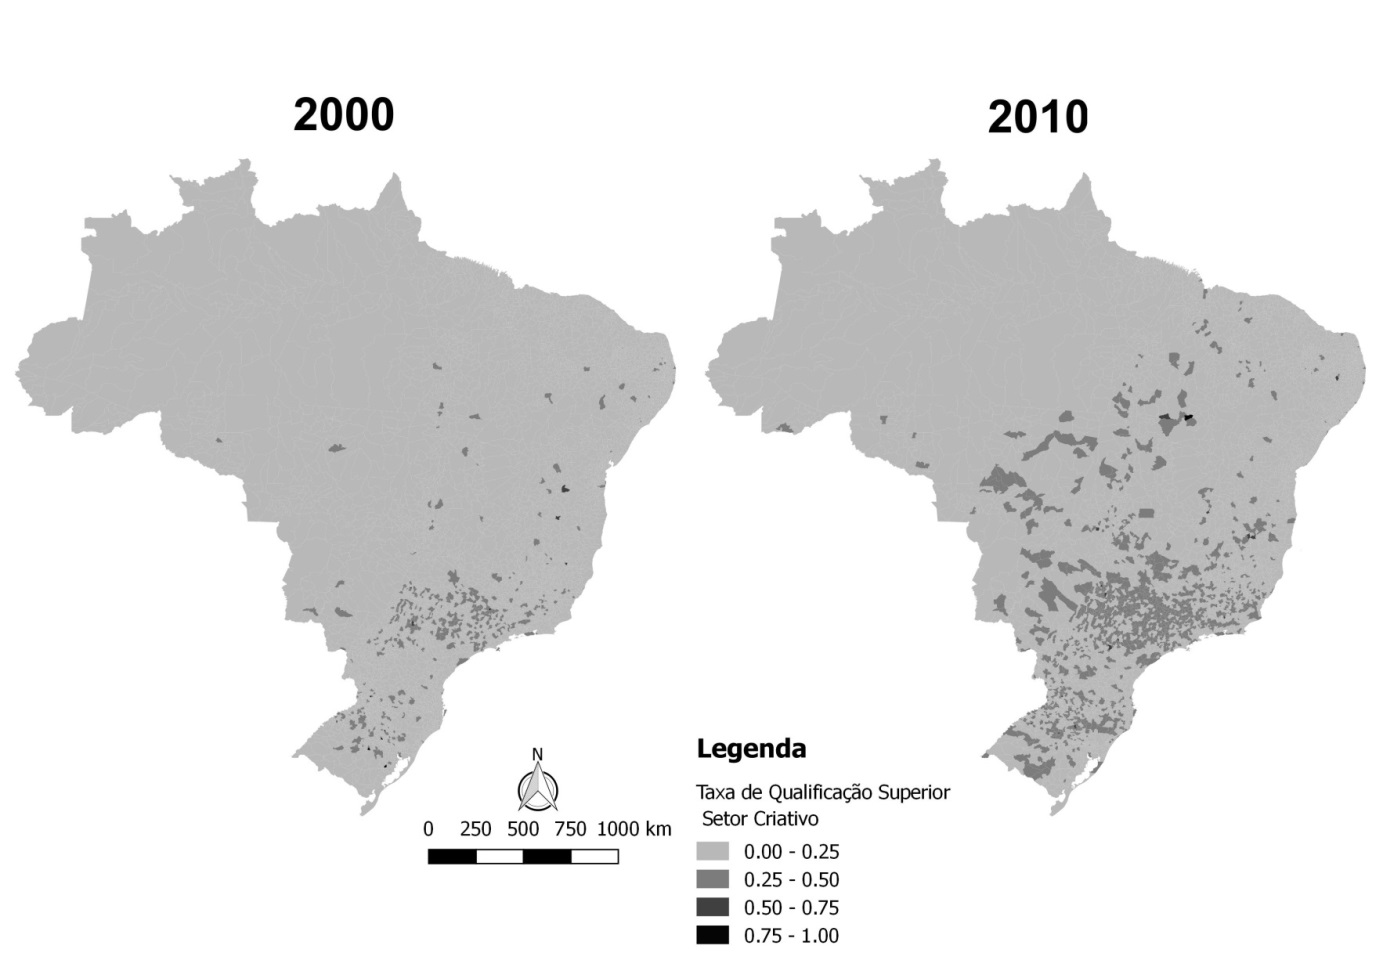 2000
2010
N
0 250 500 750 1000 km
Legenda
Taxa de Qualificação Superior
Setor Criativo
0.00 - 0.25
0.25 - 0.50
0.50 - 0.75
0.75 - 1.00